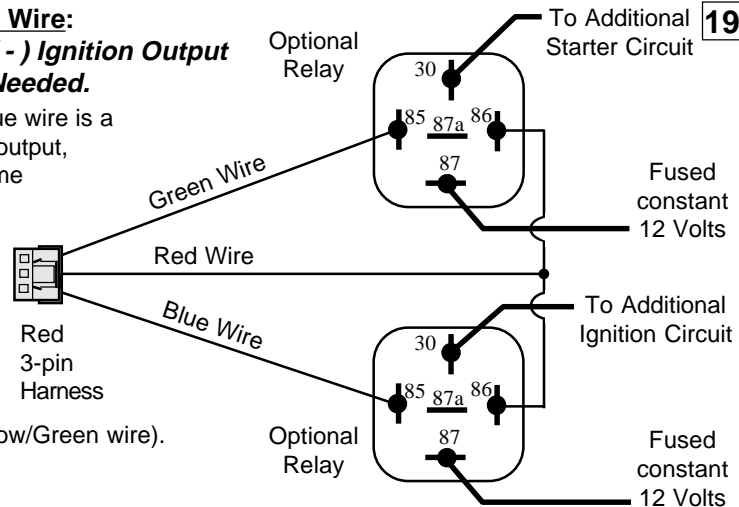 Wire:
- ) Ignition Output
Needed.
ue wire is a
output,
me
Optional
Relay
To Additional
Starter Circuit
19
30
85
87a
86
87
Green Wire
Fused
constant
12 Volts
Red Wire
Blue Wire
Red
3-pin
Harness
To Additional
Ignition Circuit
30
85
87a
86
87
ow/Green wire).
Optional
Relay
Fused
constant
12 Volts